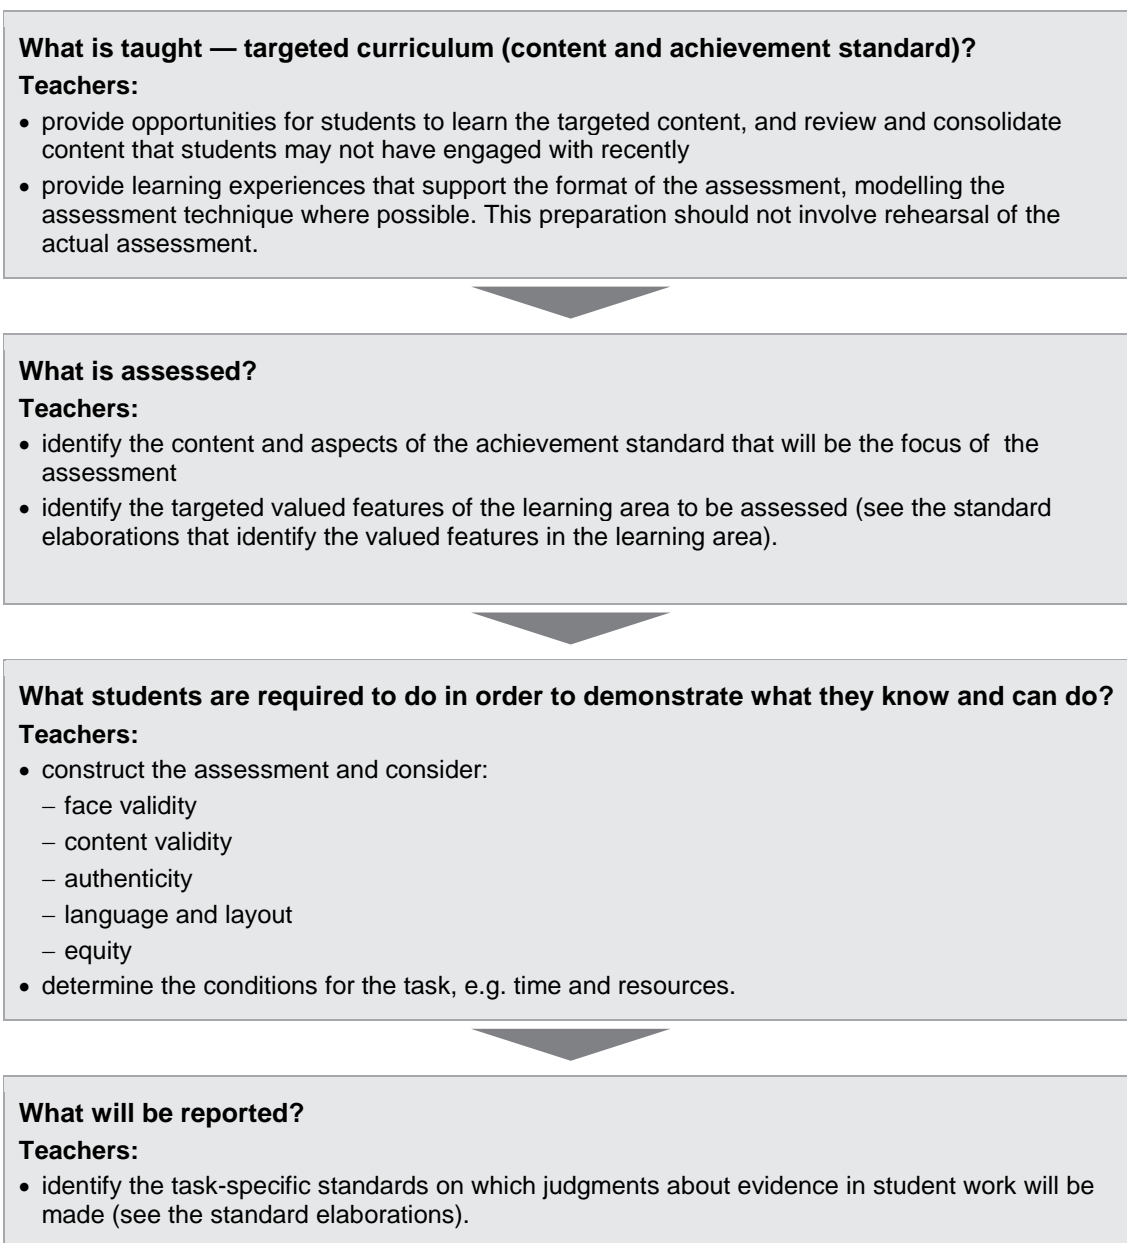 What is taught — targeted curriculum (content and achievement standard)?
Teachers:
• provide opportunities for students to learn the targeted content, and review and consolidate
content that students may not have engaged with recently
• provide learning experiences that support the format of the assessment, modelling the
assessment technique where possible. This preparation should not involve rehearsal of the
actual assessment.
What is assessed?
Teachers:
• identify the content and aspects of the achievement standard that will be the focus of  the
assessment
• identify the targeted valued features of the learning area to be assessed (see the standard
elaborations that identify the valued features in the learning area).
What students are required to do in order to demonstrate what they know and can do?
Teachers:
• construct the assessment and consider:
– face validity
– content validity
– authenticity
– language and layout
– equity
• determine the conditions for the task, e.g. time and resources.
What will be reported?
Teachers:
• identify the task-specific standards on which judgments about evidence in student work will be
made (see the standard elaborations).